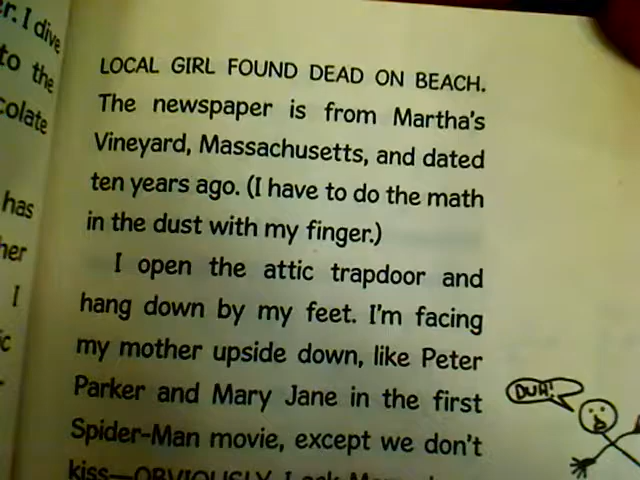 r. I dive
to the
colate
has
her
I
LOCAL GIRL FOUND DEAD ON BEACH.
The newspaper is from Martha's
Vineyard, Massachusetts, and dated
ten years ago. (I have to do the math
in the dust with my finger.)
I open the attic trapdoor and
hang down by my feet. I'm facing
my mother upside down, like Peter
Parker and Mary Jane in the first
Spider-Man movie, except we don't
kiss—OBVIOUSLY. I ask
DUH!